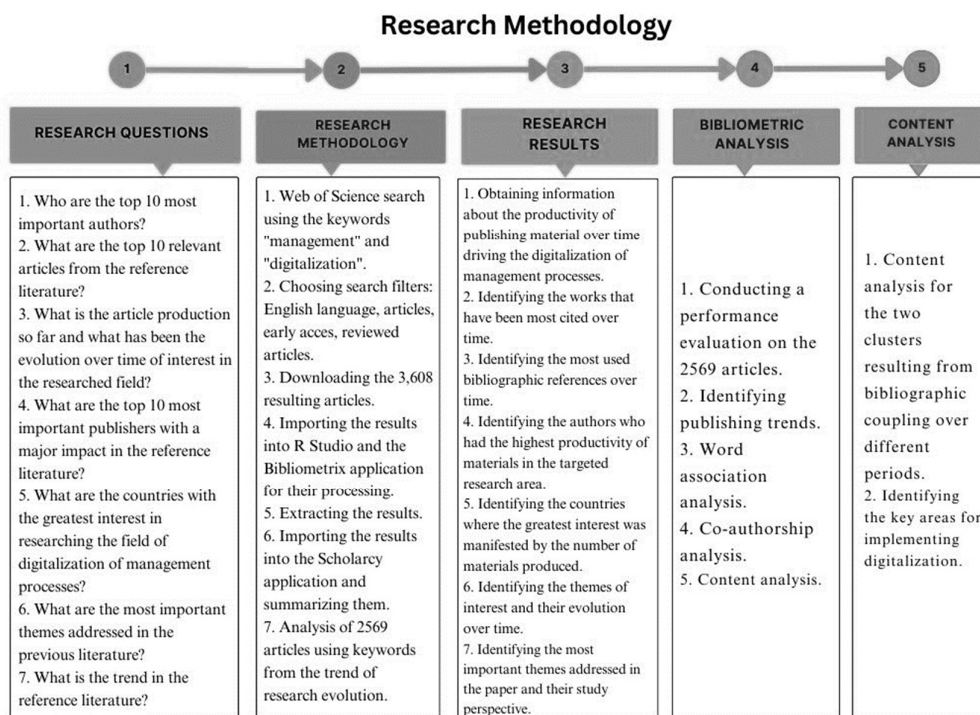 Research Methodology
1
2
3
4
5
RESEARCH QUESTIONS
1. Who are the top 10 most
important authors?
2. What are the top 10 relevant
articles from the reference
literature?
3. What is the article production
so far and what has been the
evolution over time of interest in
the researched field?
4. What are the top 10 most
important publishers with a
major impact in the reference
literature?
5. What are the countries with
the greatest interest in
researching the field of
digitalization of management
processes?
6. What are the most important
themes addressed in the
previous literature?
7. What is the trend in the
reference literature?
RESEARCH
METHODOLOGY
1. Web of Science search
using the keywords
"management" and
"digitalization".
2. Choosing search filters:
English language, articles,
early acces, reviewed
articles.
3. Downloading the 3,608
resulting articles.
4. Importing the results
into R Studio and the
Bibliometrix application
for their processing.
5. Extracting the results.
6. Importing the results
into the Scholarcy
application and
summarizing them.
7. Analysis of 2569
articles using keywords
from the trend of
research evolution.
RESEARCH
RESULTS
1. Obtaining information
about the productivity of
publishing material over time
driving the digitalization of
management processes.
2. Identifying the works that
have been most cited over
time.
3. Identifying the most used
bibliographic references over
time.
4. Identifying the authors who
had the highest productivity of
materials in the targeted
research area.
5. Identifying the countries
where the greatest interest was
manifested by the number of
materials produced.
6. Identifying the themes of
interest and their evolution
over time.
7. Identifying the most
important themes addressed in
the paper and their study
perspective.
BIBLIOMETRIC
ANALYSIS
1. Conducting a
performance
evaluation on the
2569 articles.
2. Identifying
publishing trends.
3. Word
association
analysis.
4. Co-authorship
analysis.
5. Content analysis.
CONTENT
ANALYSIS
1. Content
analysis for
the two
clusters
resulting from
bibliographic
coupling over
different
periods.
2. Identifying
the key areas for
implementing
digitalization.